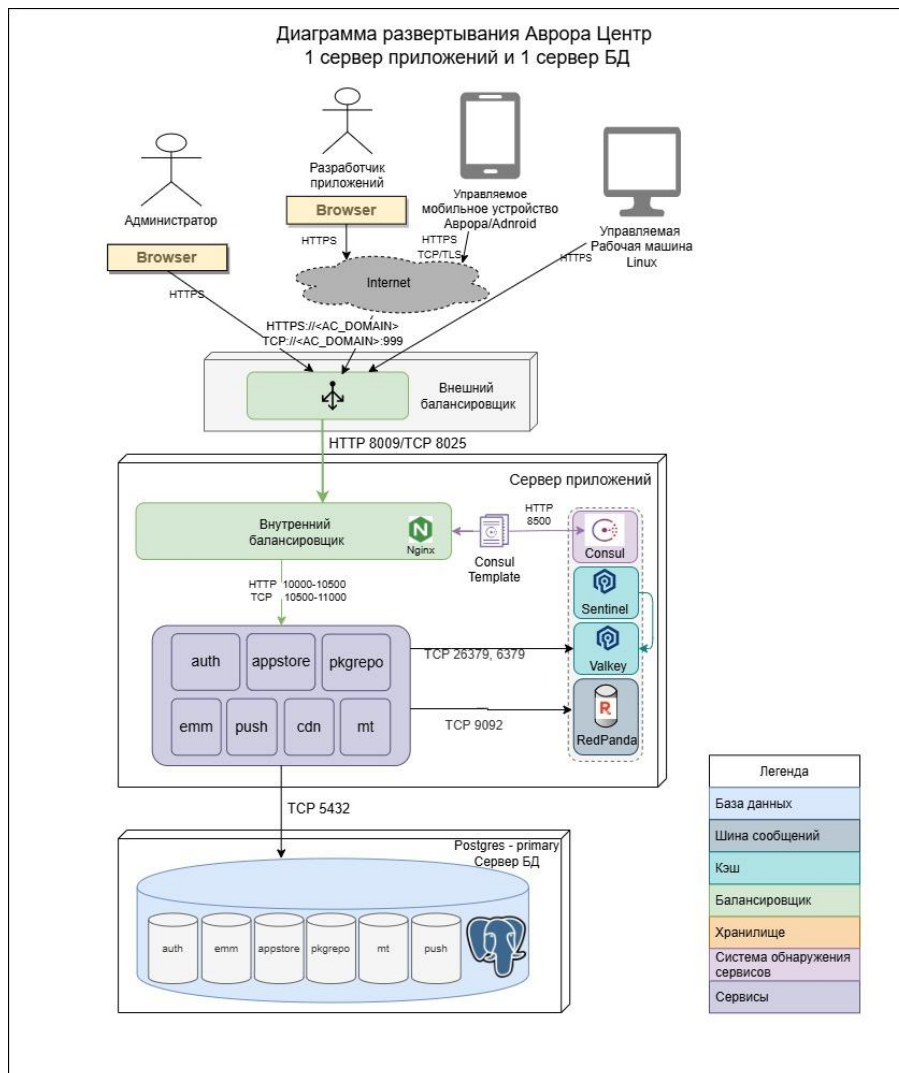 Диаграмма развертывания Аврора Центр
1 сервер приложений и 1 сервер БД
Администратор
Browser
HTTPS
Разработчик
приложений
Browser
HTTPS
Управляемое
мобильное устройство
Аврора/Adnroid
HTTPS
TCP/TLS
Управляемая
Рабочая машина
Linux
HTTPS
Internet
HTTPS://<AC_DOMAIN>
TCP://<AC_DOMAIN>:999
Внешний
балансировщик
HTTP 8009/TCP 8025
Сервер приложений
Внутренний
балансировщик
Nginx
Consul
Template
HTTP
8500
Consul
Sentinel
Valkey
RedPanda
HTTP 10000-10500
TCP 10500-11000
auth
appstore
pkgrepo
emm
push
cdn
mt
TCP 26379, 6379
TCP 9092
TCP 5432
Postgres - primary
Сервер БД
auth
emm
appstore
pkgrepo
mt
push
Легенда
База данных
Шина сообщений
Кэш
Балансировщик
Хранилище
Система обнаружения
сервисов
Сервисы